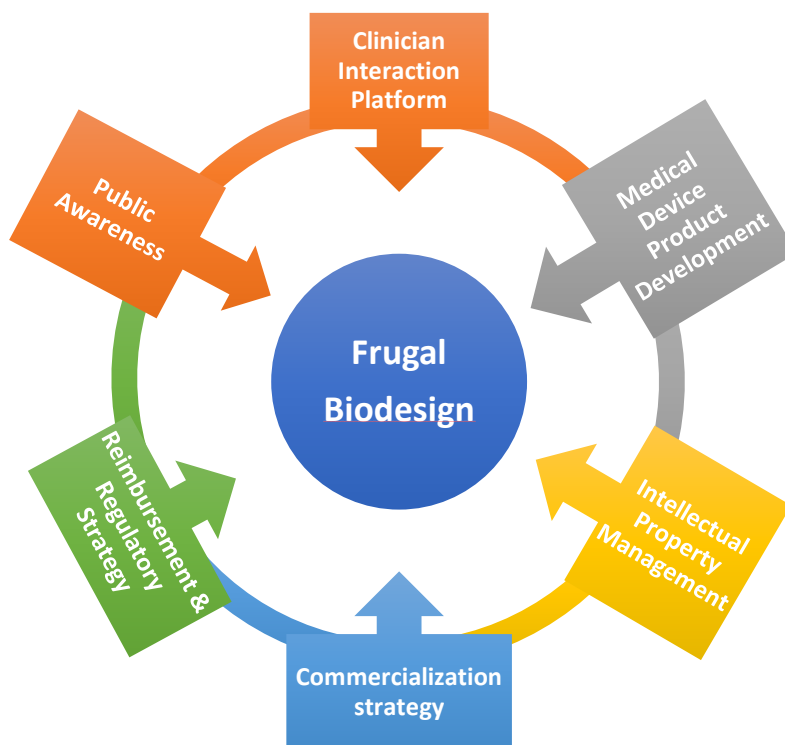 Clinician
Interaction
Platform
Medical
Device
Product
Development
Intellectual
Property
Management
Commercialization
strategy
Reimbursement &
Regulatory
Strategy
Public
Awareness
Frugal
Biodesign